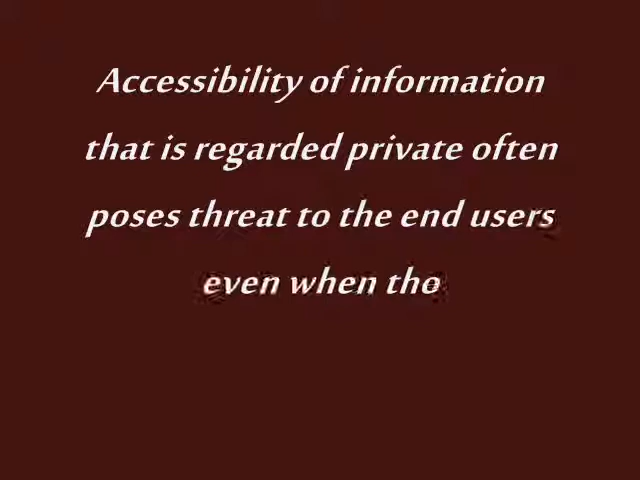 Accessibility of information
that is regarded private often
poses threat to the end users
even when tho